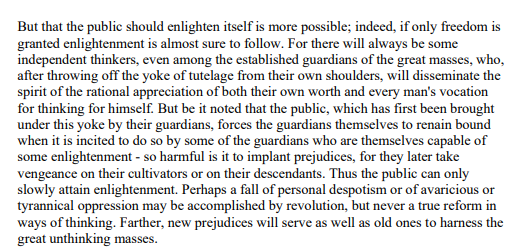 But that the public should enlighten itself is more possible; indeed, if only freedom is
granted enlightenment is almost sure to follow. For there will always be some
independent thinkers, even among the established guardians of the great masses, who,
after throwing off the yoke of tutelage from their own shoulders, will disseminate the
spirit of the rational appreciation of both their own worth and every man's vocation
for thinking for himself. But be it noted that the public, which has first been brought
under this yoke by their guardians, forces the guardians themselves to renain bound
when it is incited to do so by some of the guardians who are themselves capable of
some enlightenment - so harmful is it to implant prejudices, for they later take
vengeance on their cultivators or on their descendants. Thus the public can only
slowly attain enlightenment. Perhaps a fall of personal despotism or of avaricious or
tyrannical oppression may be accomplished by revolution, but never a true reform in
ways of thinking. Farther, new prejudices will serve as well as old ones to harness the
great unthinking masses.